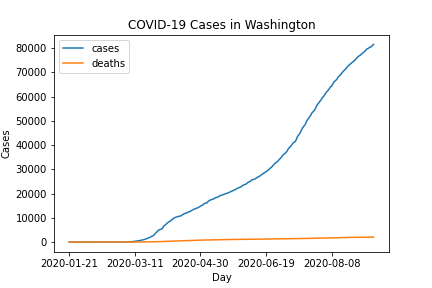 COVID-19 Cases in Washington
cases
deaths
80000
70000
60000
50000
40000
30000
20000
10000
0
Cases
2020-01-21 2020-03-11 2020-04-30 2020-06-19 2020-08-08
Day